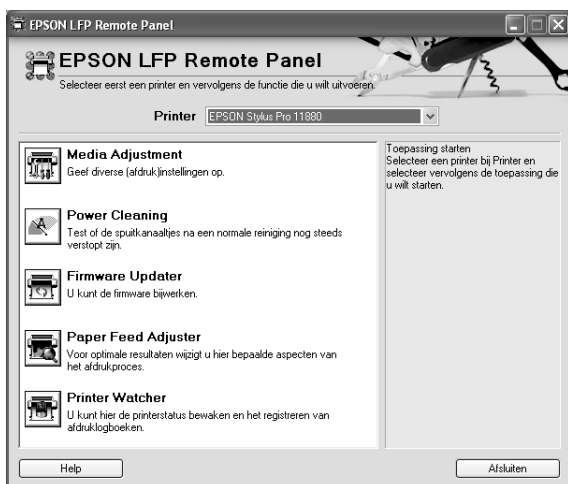 EPSON LFP Remote Panel
EPSON LFP Remote Panel
Selecteer eerst een printer en vervolgens de functie die u wilt uitvoeren.
Printer EPSON Stylus Pro 11880
Media Adjustment
Geef diverse (afdruk)instellingen op.
Power Cleaning
Test of de spuitkanaaltjes na een normale reiniging nog steeds
verstopt zijn.
Firmware Updater
U kunt de firmware bijwerken.
Paper Feed Adjuster
Voor optimale resultaten wijzigt u hier bepaalde aspecten van
het afdrukproces.
Printer Watcher
U kunt hier de printerstatus bewaken en het registreren van
afdruklogboeken.
Toepassing starten
Selecteer een printer bij Printer en
selecteer vervolgens de toepassing die
u wilt starten.
Help
Afsluiten